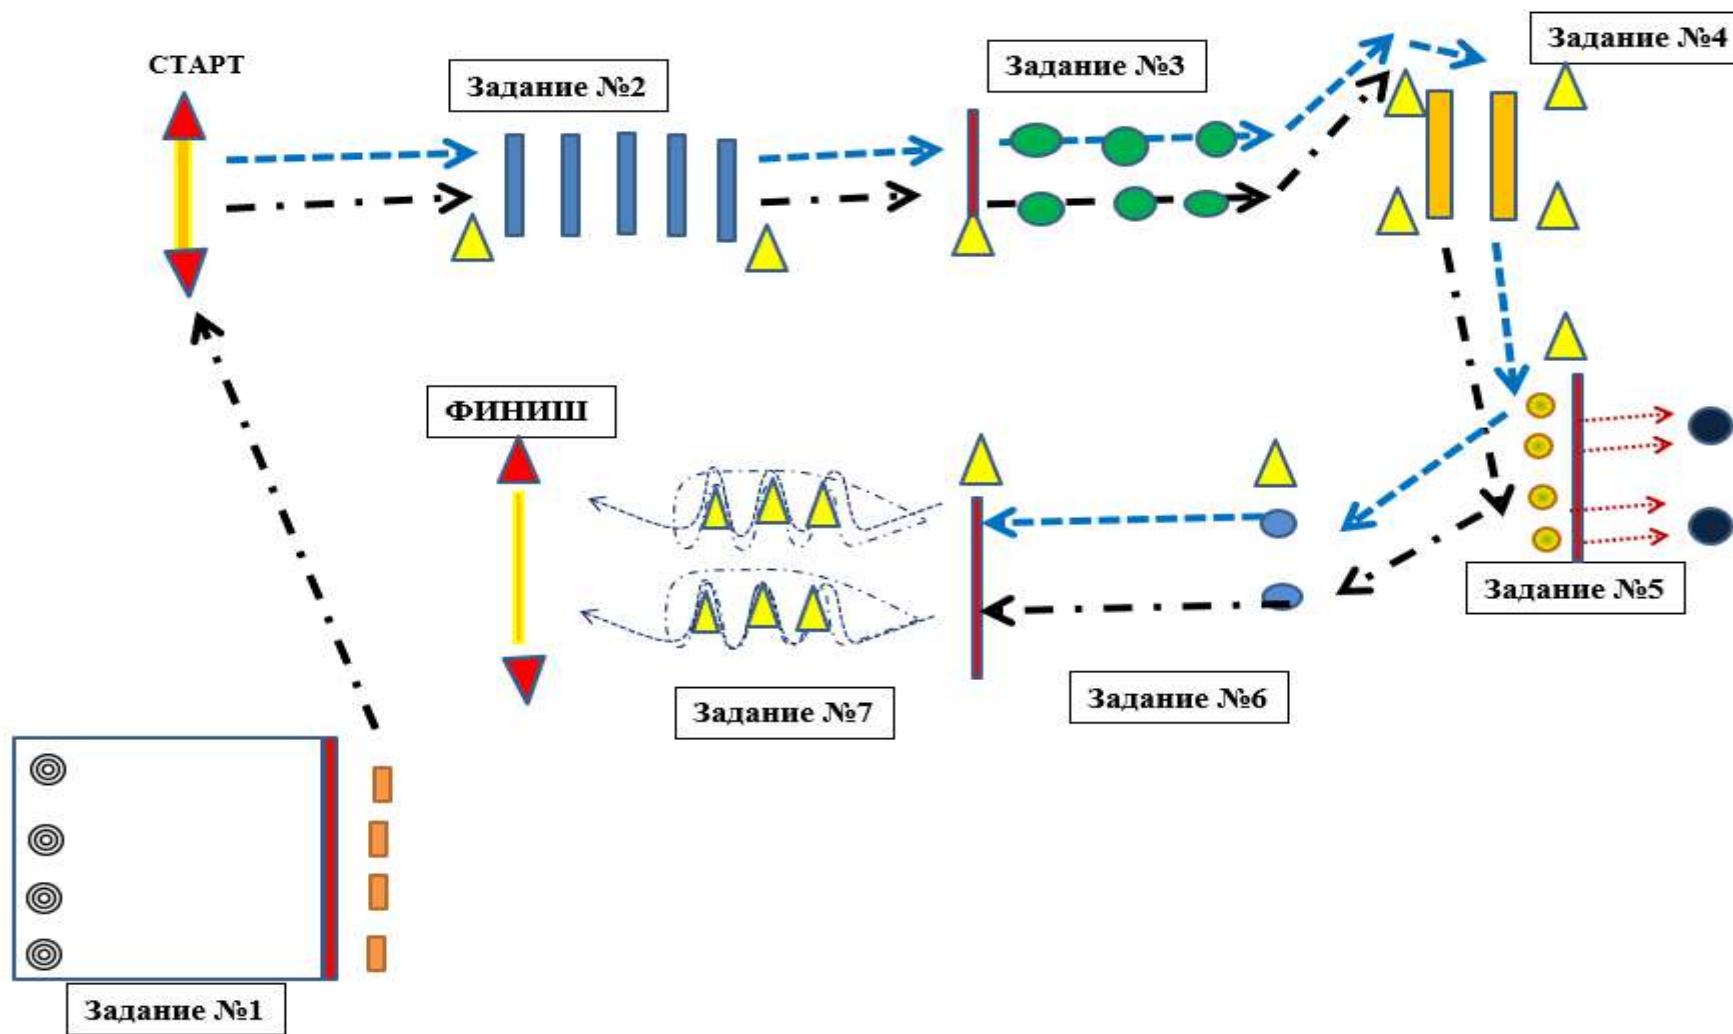 СТАРТ
Задание №2
Задание №3
Задание №4
ФИНИШ
Задание №5
Задание №6
Задание №7
Задание №1